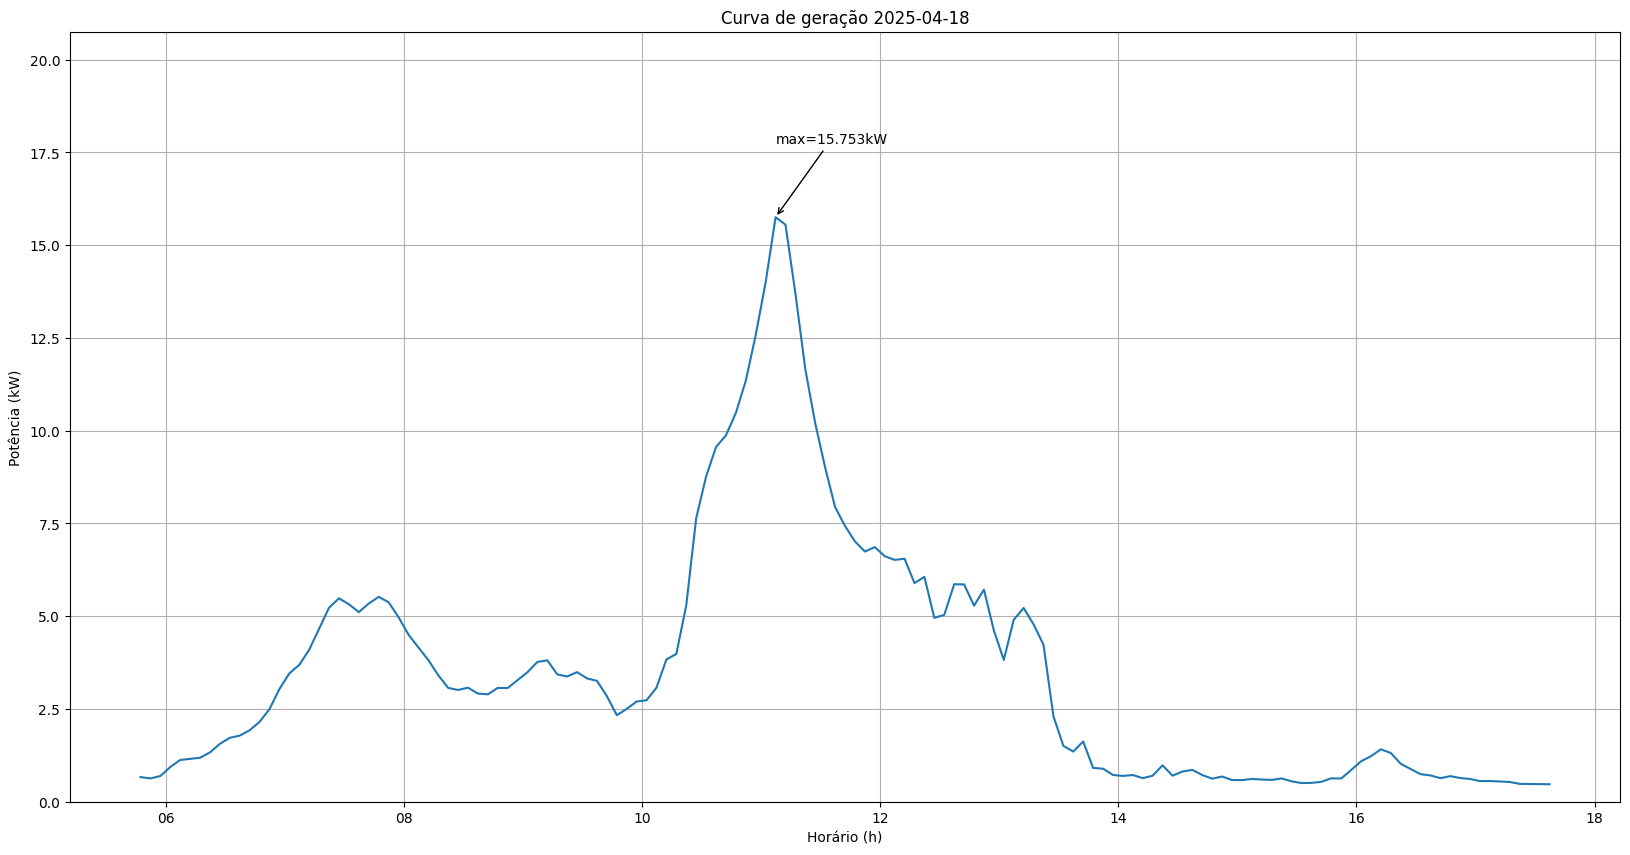 Curva de geração 2025-04-18
20.0
17.5
15.0
12.5
10.0
7.5
5.0
2.5
0.0
max=15.753kW
Potência (kW)
06 08 10 12 14 16 18
Horário (h)